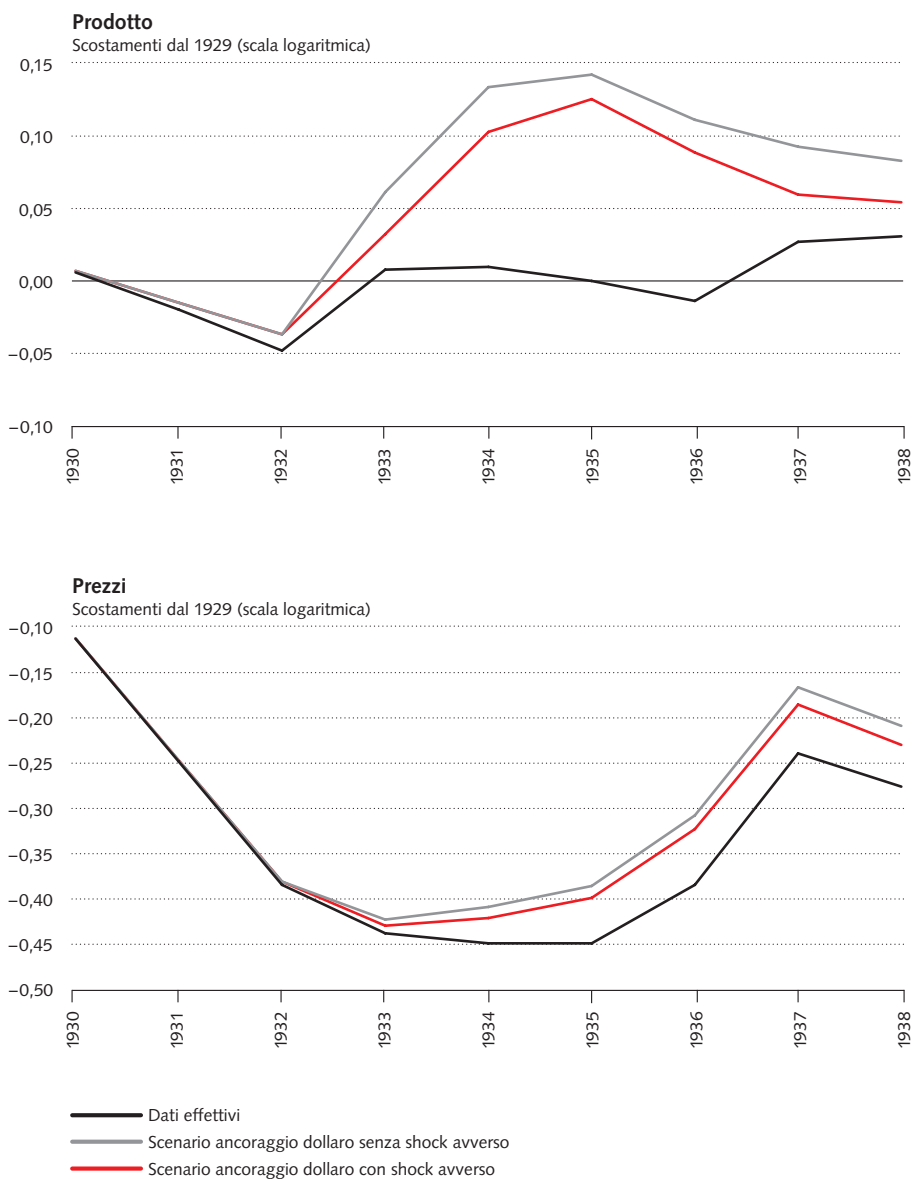 Prodotto
Scostamenti dal 1929 (scala logaritmica)
0,15
0,10
0,05
0,00
−0,05
−0,10
1930 1931 1932 1933 1934 1935 1936 1937 1938
Prezzi
Scostamenti dal 1929 (scala logaritmica)
−0,10
−0,15
−0,20
−0,25
−0,30
−0,35
−0,40
−0,45
−0,50
1930 1931 1932 1933 1934 1935 1936 1937 1938
Dati effettivi
Scenario ancoraggio dollaro senza shock avverso
Scenario ancoraggio dollaro con shock avverso